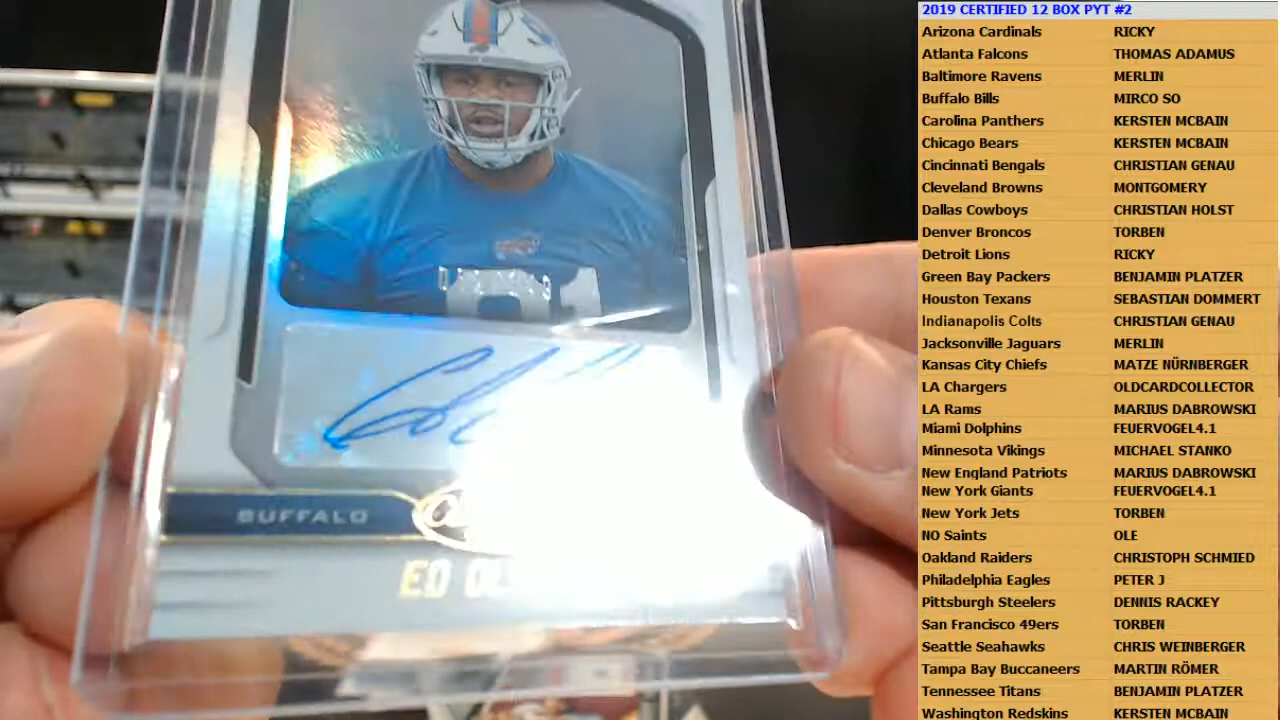 BUFFALO
ED
2019 CERTIFIED 12 BOX PYT #2
Arizona Cardinals RICKY
Atlanta Falcons THOMAS ADAMUS
Baltimore Ravens MERLIN
Buffalo Bills MIRCO SO
Carolina Panthers KERSTEN MCBAIN
Chicago Bears KERSTEN MCBAIN
Cincinnati Bengals CHRISTIAN GENAU
Cleveland Browns MONTGOMERY
Dallas Cowboys CHRISTIAN HOLST
Denver Broncos TORBEN
Detroit Lions RICKY
Green Bay Packers BENJAMIN PLATZER
Houston Texans SEBASTIAN DOMMERT
Indianapolis Colts CHRISTIAN GENAU
Jacksonville Jaguars MERLIN
Kansas City Chiefs MATZE NÜRNBERGER
LA Chargers OLDCARDCOLLECTOR
LA Rams MARIUS DABROWSKI
Miami Dolphins FEUERVOGEL4.1
Minnesota Vikings MICHAEL STANKO
New England Patriots MARIUS DABROWSKI
New York Giants FEUERVOGEL4.1
New York Jets TORBEN
NO Saints OLE
Oakland Raiders CHRISTOPH SCHMIED
Philadelphia Eagles PETER J
Pittsburgh Steelers DENNIS RACKEY
San Francisco 49ers TORBEN
Seattle Seahawks CHRIS WEINBERGER
Tampa Bay Buccaneers MARTIN RÖMER
Tennessee Titans BENJAMIN PLATZER
Washington Redskins KERSTEN MCBAIN